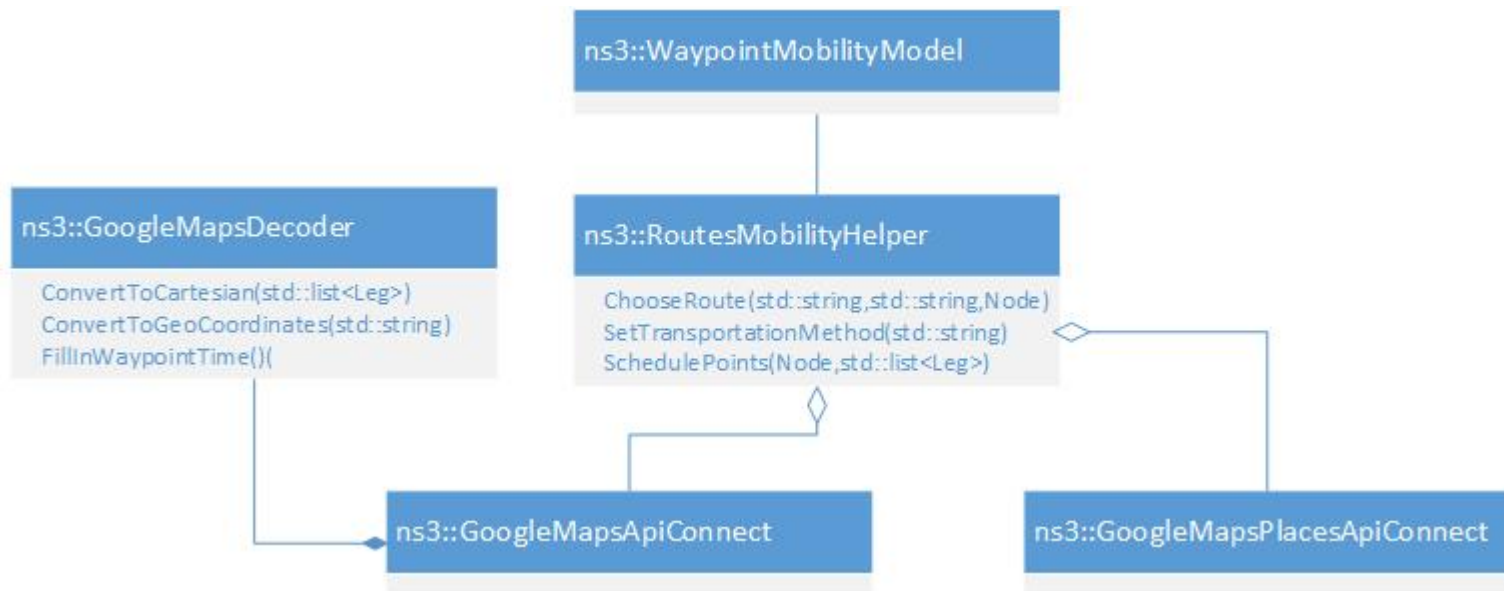 ns3::WaypointMobilityModel
ns3::GoogleMapsDecoder
ConvertToCartesian(std::list<Leg>)
ConvertToGeoCoordinates(std::string)
FillInWaypointTime()(
ns3::RoutesMobilityHelper
ChooseRoute(std::string,std::string,Node)
SetTransportationMethod(std::string)
SchedulePoints(Node,std::list<Leg>)
ns3::GoogleMapsApiConnect
ns3::GoogleMapsPlacesApiConnect